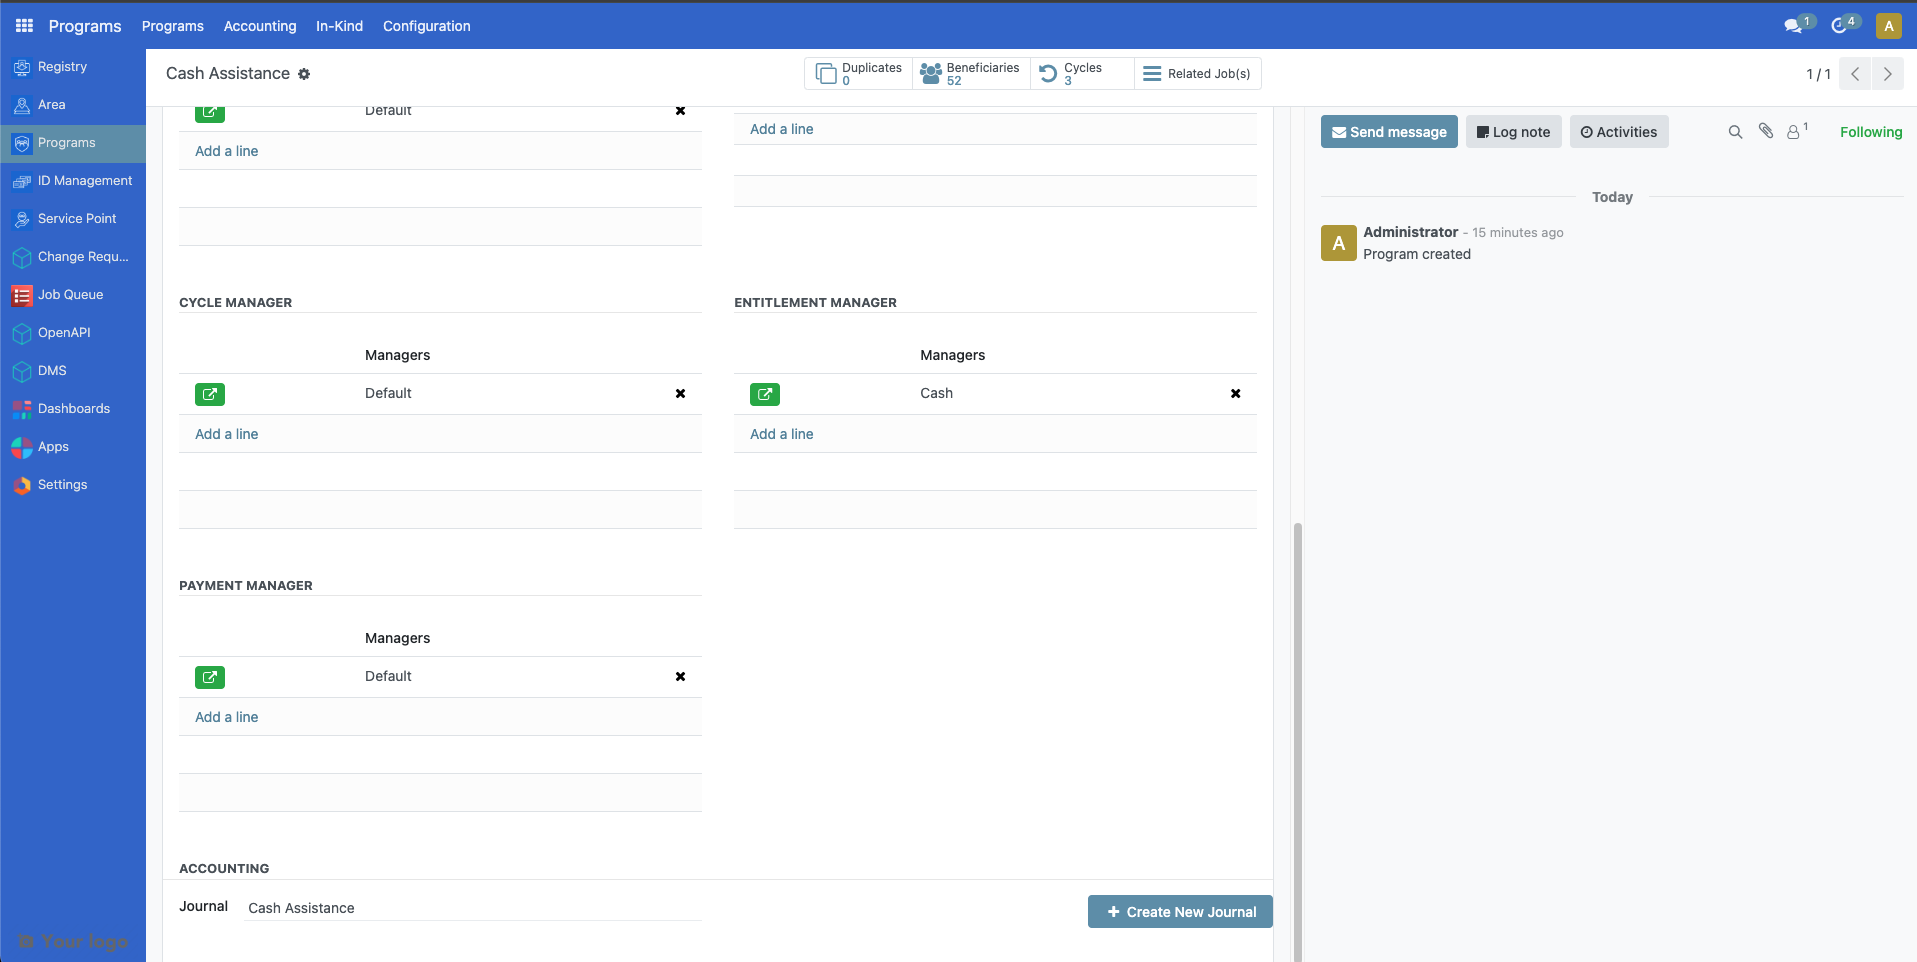 Programs Programs Accounting In-Kind Configuration 1 4 A
Registry
Area
Programs
ID Management
Service Point
Change Requ...
Job Queue
OpenAPI
DMS
Dashboards
Apps
Settings
Your logo
Cash Assistance
Duplicates
0
Beneficiaries
52
Cycles
3
Related Job(s)
1 / 1
Default
Add a line
Add a line
CYCLE MANAGER
Managers
Default
Add a line
ENTITLEMENT MANAGER
Managers
Cash
Add a line
PAYMENT MANAGER
Managers
Default
Add a line
ACCOUNTING
Journal Cash Assistance
Create New Journal
Send message Log note Activities 1 Following
Today
A
Administrator - 15 minutes ago
Program created